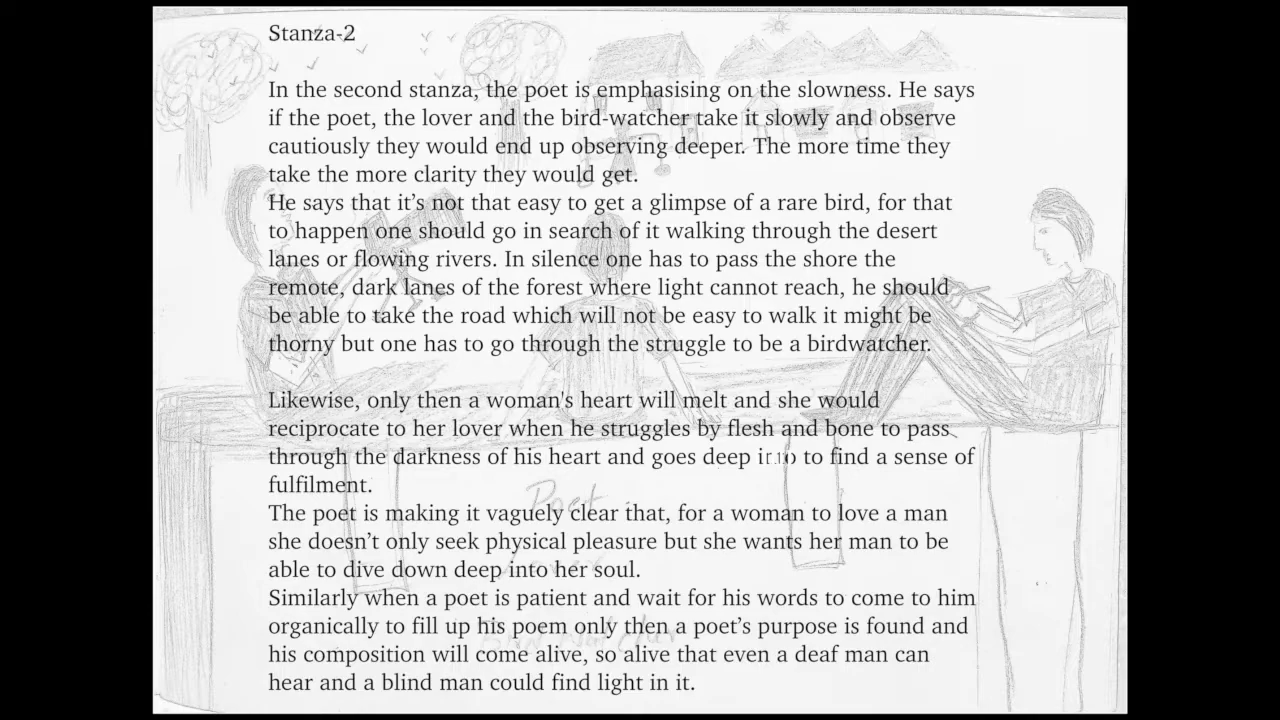 Stanza-2
In the second stanza, the poet is emphasising on the slowness. He says
if the poet, the lover and the bird-watcher take it slowly and observe
cautiously they would end up observing deeper. The more time they
take the more clarity they would get.
He says that it's not that easy to get a glimpse of a rare bird, for that
to happen one should go in search of it walking through the desert
lanes or flowing rivers. In silence one has to pass the shore the
remote, dark lanes of the forest where light cannot reach, he should
be able to take the road which will not be easy to walk it might be
thorny but one has to go through the struggle to be a birdwatcher.
Likewise, only then a woman's heart will melt and she would
reciprocate to her lover when he struggles by flesh and bone to pass
through the darkness of his heart and goes deep into to find a sense of
fulfilment.
Poet
The poet is making it vaguely clear that, for a woman to love a man
she doesn't only seek physical pleasure but she wants her man to be
able to dive down deep into her soul.
Similarly when a poet is patient and wait for his words to come to him
organically to fill up his poem only then a poet's purpose is found and
his composition will come alive, so alive that even a deaf man can
hear and a blind man could find light in it.